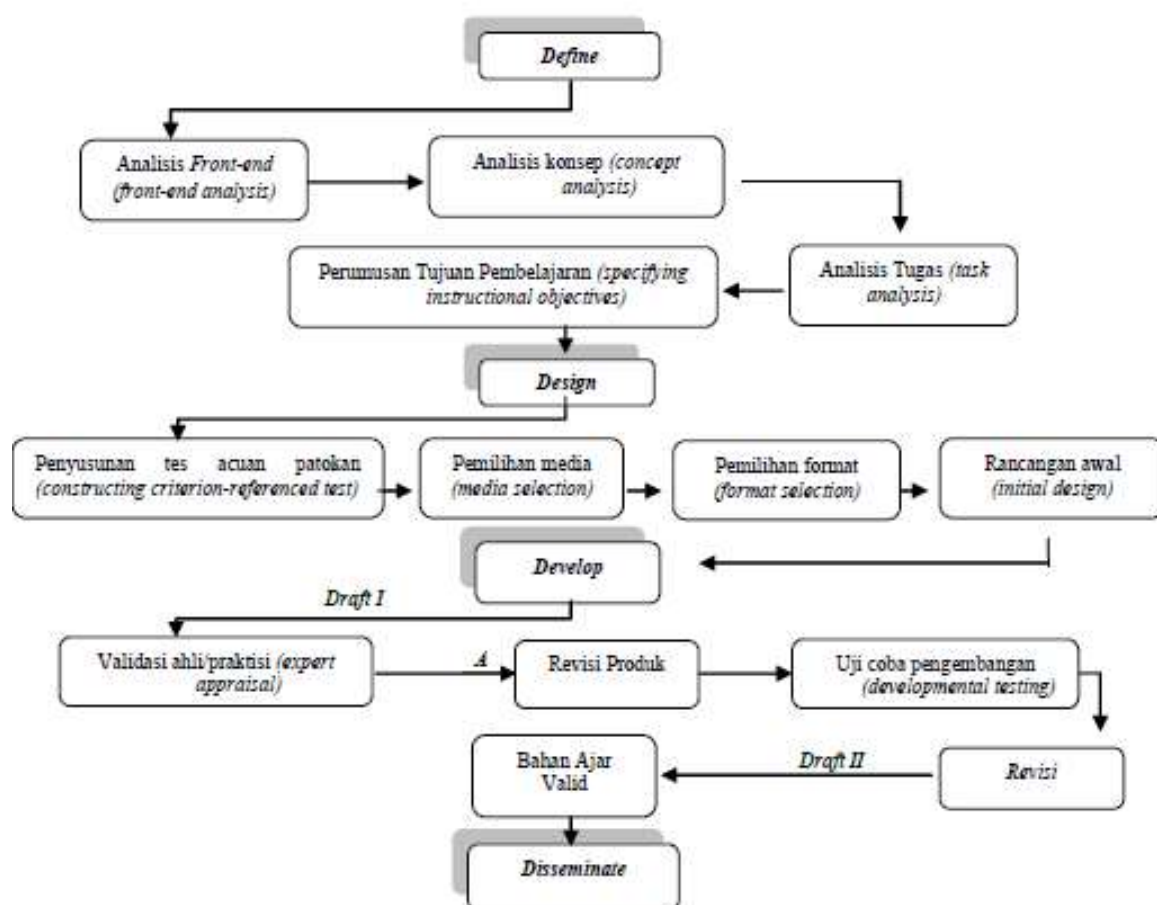 Define
Analisis Front-end
(front-end analysis)
Analisis konsep (concept
analysis)
Perumusan Tujuan Pembelajaran (specifying
instructional objectives)
Analisis Tugas (task
analysis)
Design
Penyusunan tes acuan patokan
(constructing criterion-referenced test)
Pemilihan media
(media selection)
Pemilihan format
(format selection)
Rancangan awal
(initial design)
Develop
Draft I
Validasi ahli/praktisi (expert
appraisal)
A
Revisi Produk
Uji coba pengembangan
(developmental testing)
Bahan Ajar
Valid
Draft II
Revisi
Disseminate